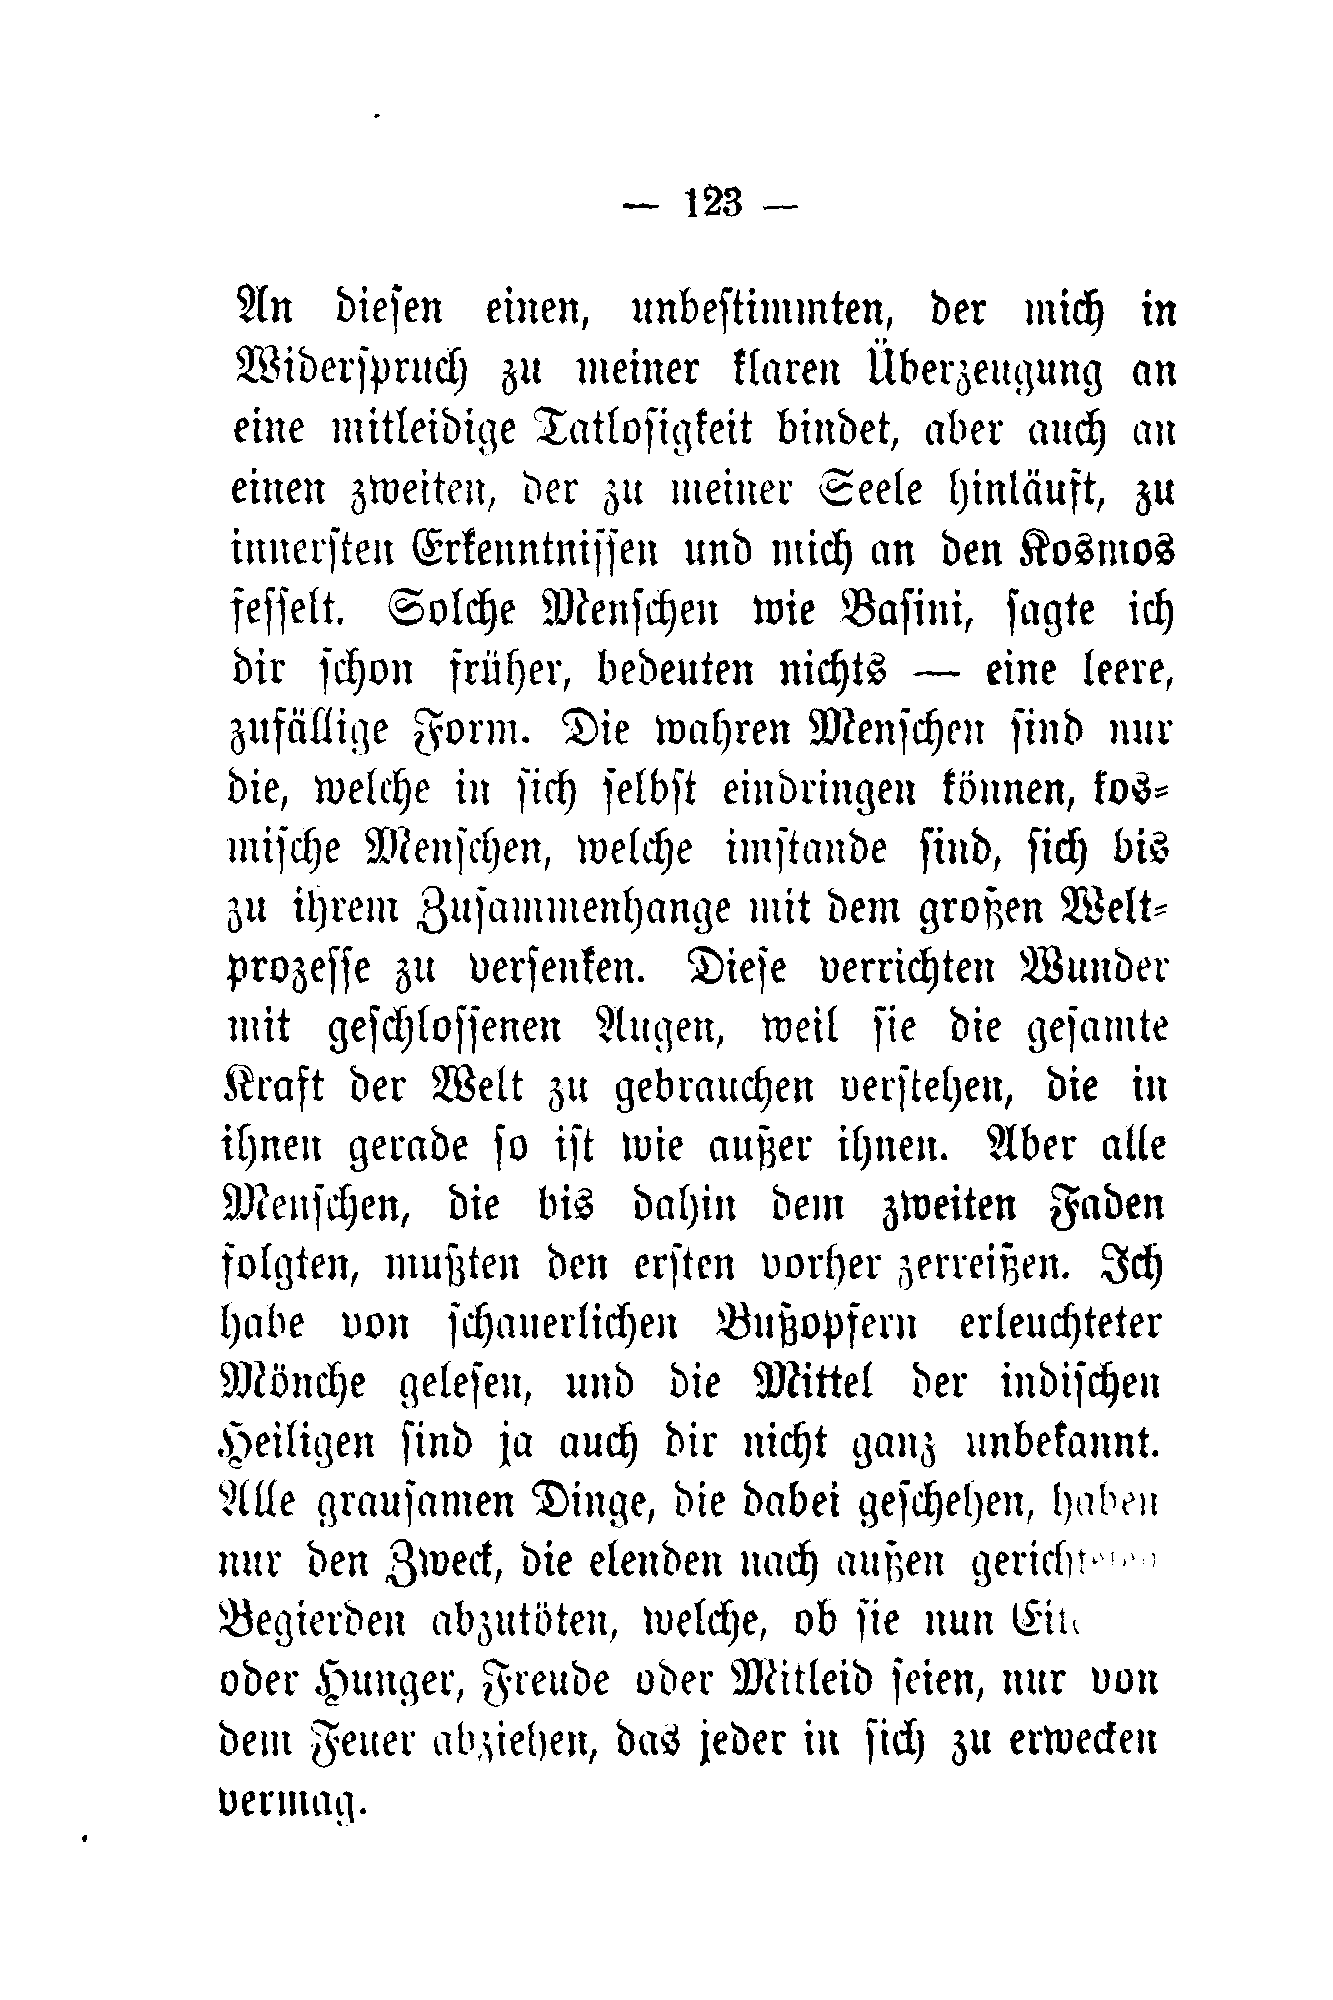 — 123 —
An diesen einen, unbestimmten, der mich in
Widerspruch zu meiner klaren Überzeugung an
eine mitleidige Tatlosigkeit bindet, aber auch an
einen zweiten, der zu meiner Seele hinläuft, zu
innersten Erkenntnissen und mich an den Kosmos
fesselt. Solche Menschen wie Basini, sagte ich
dir schon früher, bedeuten nichts — eine leere,
zufällige Form. Die wahren Menschen sind nur
die, welche in sich selbst eindringen können, kos-
mische Menschen, welche imstande sind, sich bis
zu ihrem Zusammenhange mit dem großen Welt-
prozesse zu versenken. Diese verrichten Wunder
mit geschlossenen Augen, weil sie die gesamte
Kraft der Welt zu gebrauchen verstehen, die in
ihnen gerade so ist wie außer ihnen. Aber alle
Menschen, die bis dahin dem zweiten Faden
folgten, mußten den ersten vorher zerreißen. Ich
habe von schauerlichen Bußopfern erleuchteter
Mönche gelesen, und die Mittel der indischen
Heiligen sind ja auch dir nicht ganz unbekannt.
Alle grausamen Dinge, die dabei geschehen, haben
nur den Zweck, die elenden nach außen gerichteten
Begierden abzutöten, welche, ob sie nun
oder Hunger, Freude oder Mitleid seien, nur von
dem Feuer abziehen, das jeder in sich zu erwecken
vermag.